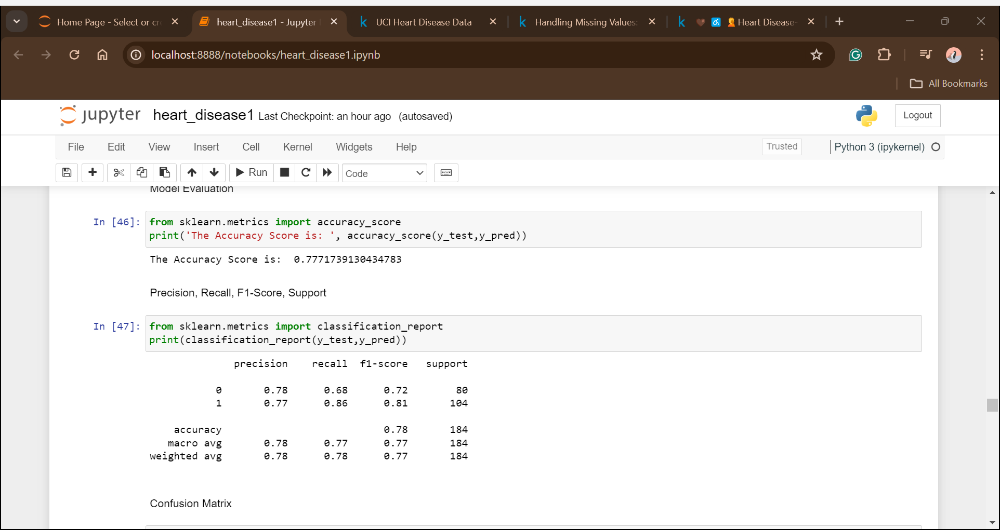 Home Page - Select or cr
heart_disease1 - Jupyter
UCI Heart Disease Data
Handling Missing Values:
Heart Disease-
localhost:8888/notebooks/heart_disease1.ipynb
All Bookmarks
jupyter heart_disease1 Last Checkpoint: an hour ago (autosaved)
Logout
File Edit View Insert Cell Kernel Widgets Help
Trusted
Python 3 (ipykernel)
Run
Code
Model Evaluation
In [46]:
from sklearn.metrics import accuracy_score
print('The Accuracy Score is: ', accuracy_score(y_test,y_pred))
The Accuracy Score is:  0.7771739130434783
Precision, Recall, F1-Score, Support
In [47]:
from sklearn.metrics import classification_report
print(classification_report(y_test,y_pred))
precision recall f1-score support
0 0.78 0.68 0.72 80
1 0.77 0.86 0.81 104
accuracy 0.78 184
macro avg 0.78 0.77 0.77 184
weighted avg 0.78 0.78 0.77 184
Confusion Matrix